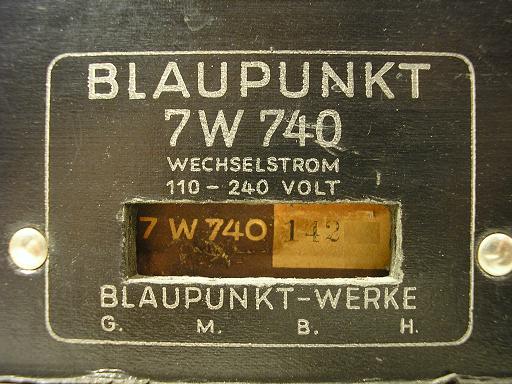 BLAUPUNKT
7W 740
WECHSELSTROM
110 - 240 VOLT
7 W 740 142
BLAUPUNKT-WERKE
G. M. B. H.